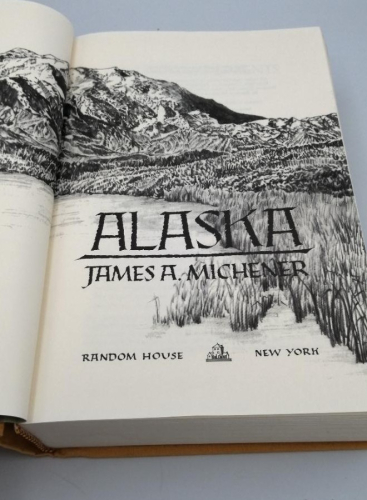 ALASKA
JAMES A. MICHENER
RANDOM HOUSE NEW YORK